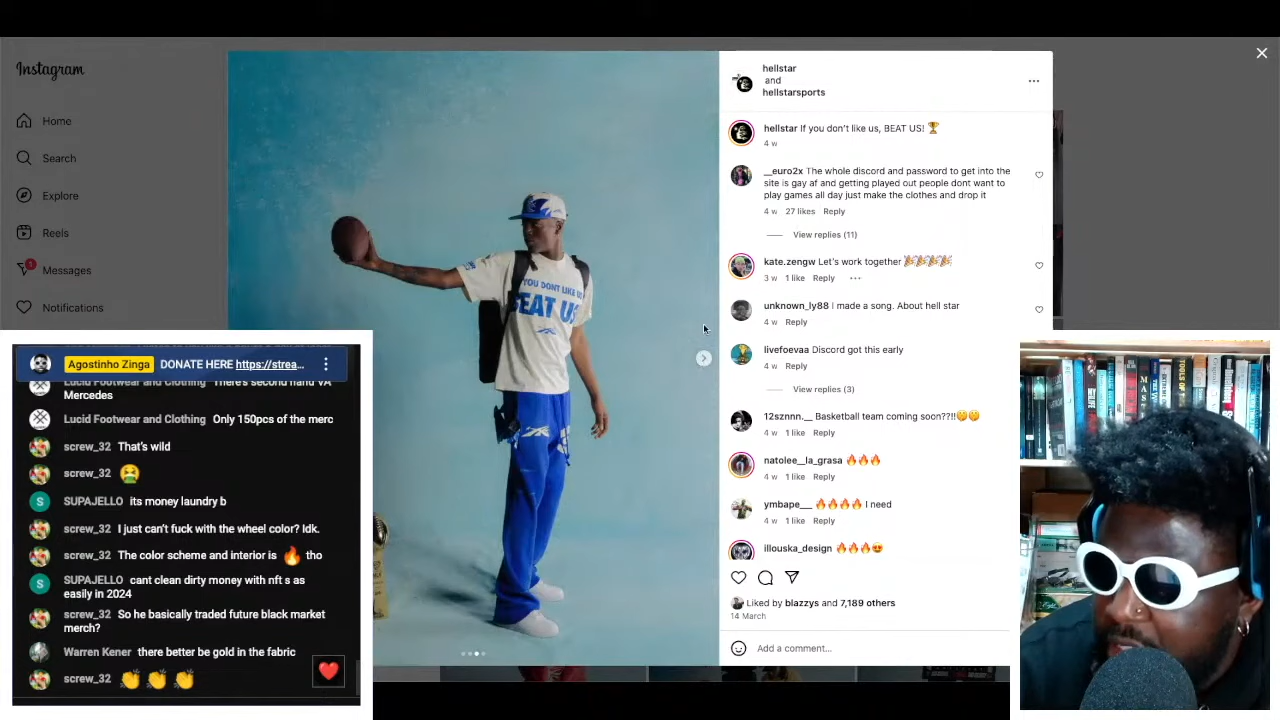 Instagram
Home
Search
Explore
Reels
1
Messages
Notifications
YOU DONT LIKE US
BEAT US
hellstar
and
hellstarsports
hellstar If you don't like us, BEAT US! 🏆
4 w
__euro2x The whole discord and password to get into the
site is gay af and getting played out people dont want to
play games all day just make the clothes and drop it
4 w 27 likes Reply
View replies (11)
kate.zengw Let's work together 🎉🎉🎉🎉
3 w 1 like Reply
unknown_ly88 I made a song. About hell star
4 w Reply
livefoevaa Discord got this early
4 w Reply
View replies (3)
12sznnn.__ Basketball team coming soon??!!😳😳
4 w 1 like Reply
natolee__la_grasa 🔥🔥🔥
4 w 1 like Reply
ymbape___ 🔥🔥🔥🔥 I need
4 w 1 like Reply
illouska_design 🔥🔥🔥😍
Liked by blazzys and 7,189 others
14 March
Add a comment...
Agostinho Zinga DONATE HERE https://strea...
Lucid Footwear and Clothing There's second hand VA
Mercedes
Lucid Footwear and Clothing Only 150pcs of the merc
screw_32 That's wild
screw_32 🤮
S SUPAJELLO its money laundry b
screw_32 I just can't fuck with the wheel color? Idk.
screw_32 The color scheme and interior is 🔥 tho
S SUPAJELLO cant clean dirty money with nft s as
easily in 2024
screw_32 So he basically traded future black market
merch?
Warren Kener there better be gold in the fabric
screw_32 👏 👏 👏